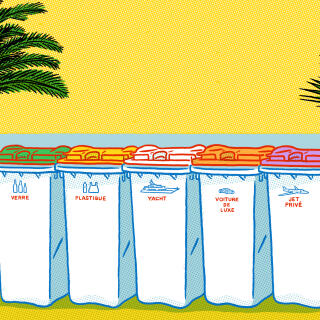 VERRE
PLASTIQUE
YACHT
VOITURE
DE
LUXE
JET
PRIVÉ